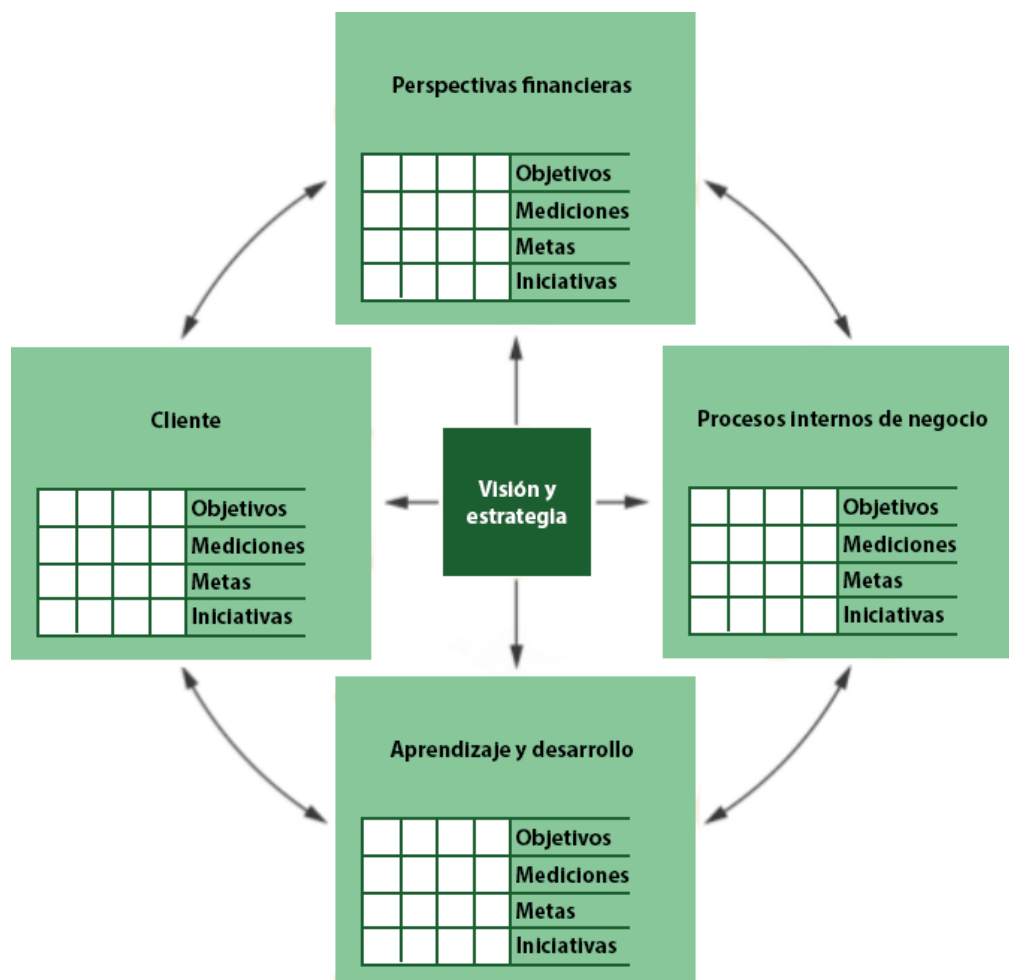 Perspectivas financieras
Objetivos
Mediciones
Metas
Iniciativas
Cliente
Objetivos
Mediciones
Metas
Iniciativas
Visión y
estrategia
Procesos internos de negocio
Objetivos
Mediciones
Metas
Iniciativas
Aprendizaje y desarrollo
Objetivos
Mediciones
Metas
Iniciativas